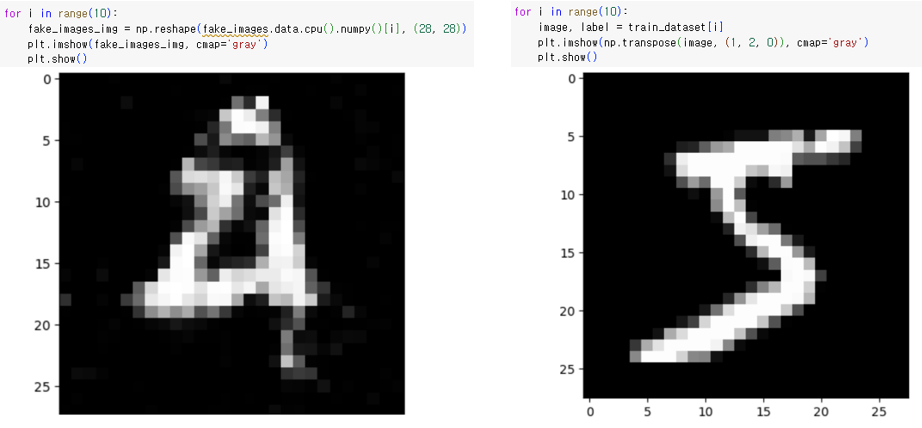 for i in range(10):
    fake_images_img = np.reshape(fake_images.data.cpu().numpy()[i], (28, 28))
    plt.imshow(fake_images_img, cmap='gray')
    plt.show()
0
5
10
15
20
25
for i in range(10):
    image, label = train_dataset[i]
    plt.imshow(np.transpose(image, (1, 2, 0)), cmap='gray')
    plt.show()
0
5
10
15
20
25
0 5 10 15 20 25